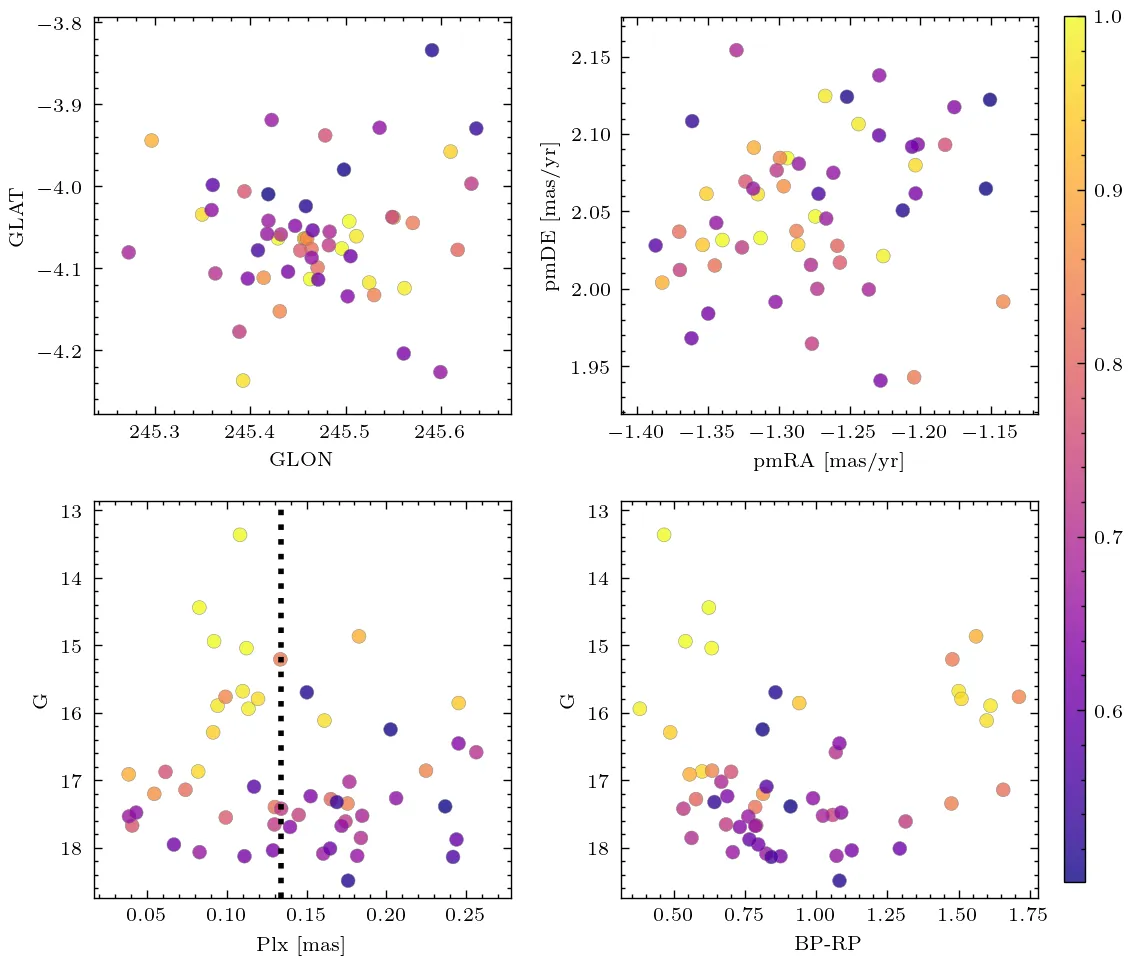 −3.8
−3.9
−4.0
−4.1
−4.2
GLAT
245.3 245.4 245.5 245.6
GLON
2.15
2.10
2.05
2.00
1.95
pmDE [mas/yr]
−1.40 −1.35 −1.30 −1.25 −1.20 −1.15
pmRA [mas/yr]
13
14
15
16
17
18
G
0.05 0.10 0.15 0.20 0.25
Plx [mas]
13
14
15
16
17
18
G
0.50 0.75 1.00 1.25 1.50 1.75
BP-RP
1.0
0.9
0.8
0.7
0.6